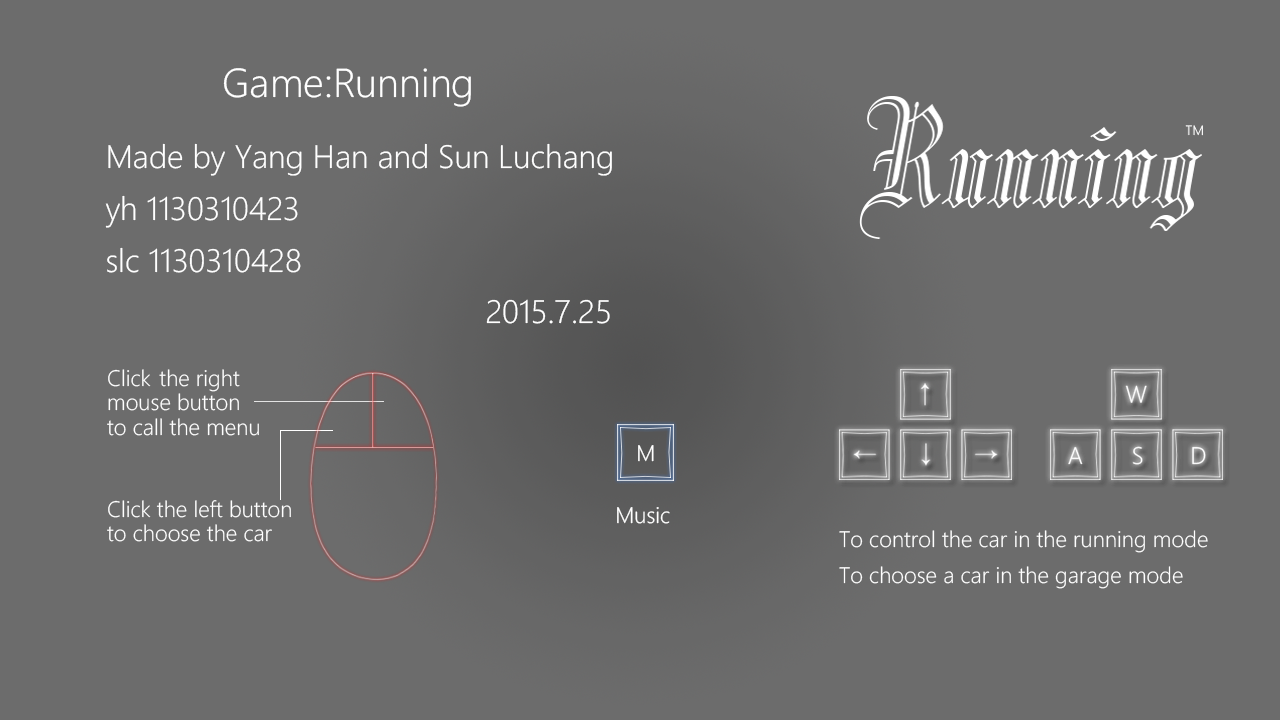 Game:Running
Made by Yang Han and Sun Luchang
yh 1130310423
slc 1130310428
2015.7.25
Running™
Click the right
mouse button
to call the menu
Click the left button
to choose the car
M
Music
↑
← ↓ →
W
A S D
To control the car in the running mode
To choose a car in the garage mode